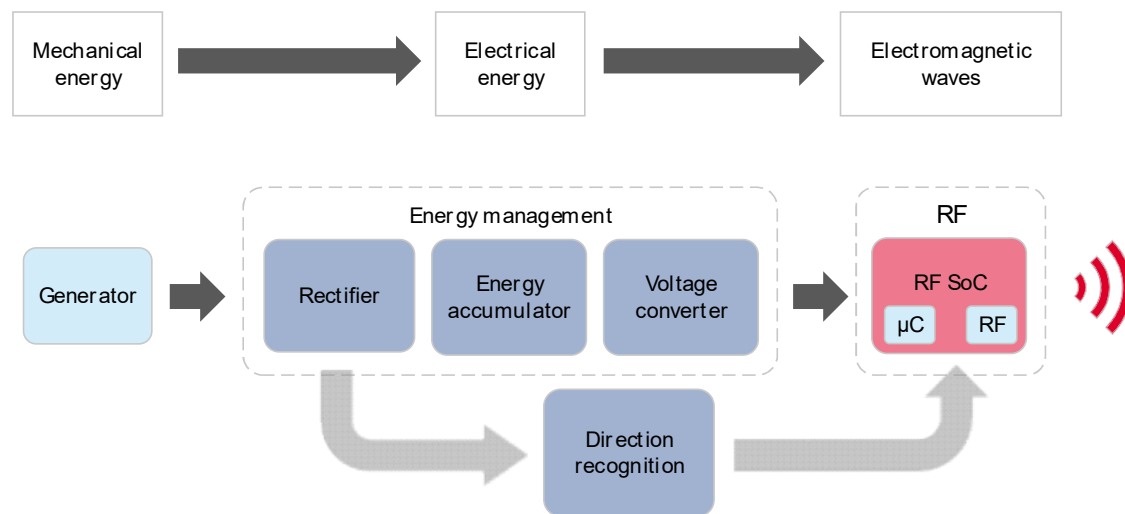 Mechanical
energy
Electrical
energy
Electromagnetic
waves
Energy management
RF
Generator
Rectifier
Energy
accumulator
Voltage
converter
RF SoC
µC
RF
Direction
recognition